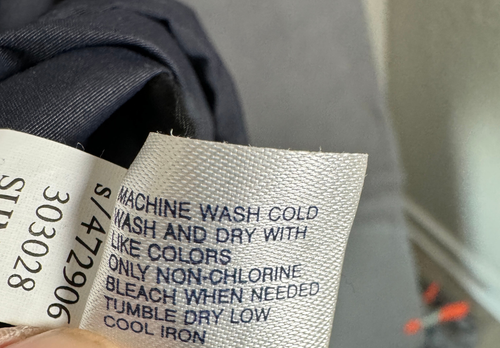 MACHINE WASH COLD
WASH AND DRY WITH
LIKE COLORS
ONLY NON-CHLORINE
BLEACH WHEN NEEDED
TUMBLE DRY LOW
COOL IRON
s/472906
303028